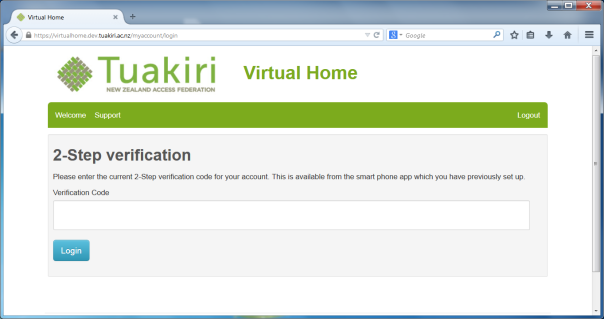 Virtual Home
https://virtualhome.dev.tuakiri.ac.nz/myaccount/login
Google
Tuakiri
NEW ZEALAND ACCESS FEDERATION
Virtual Home
Welcome Support Logout
2-Step verification
Please enter the current 2-Step verification code for your account. This is available from the smart phone app which you have previously set up.
Verification Code
Login